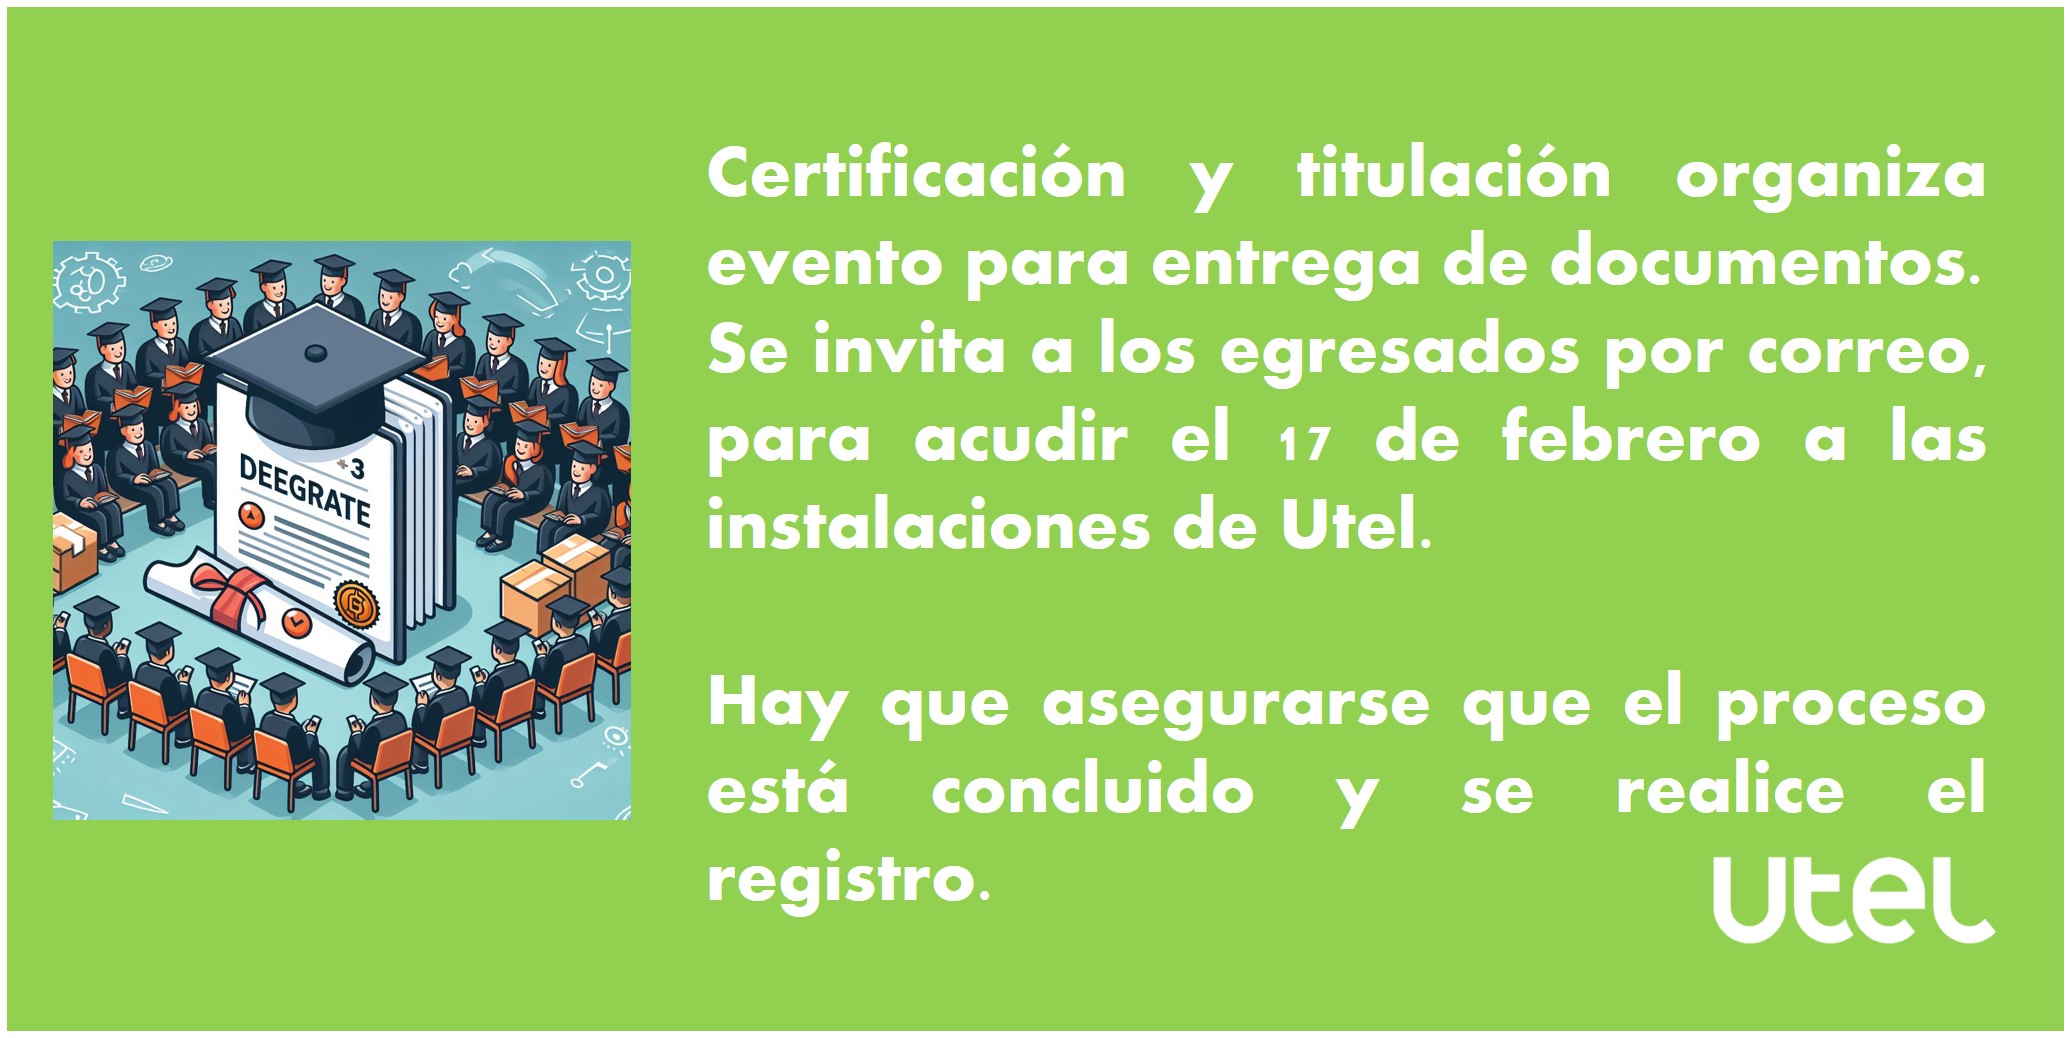 Certificación y titulación organiza
evento para entrega de documentos.
Se invita a los egresados por correo,
para acudir el 17 de febrero a las
instalaciones de Utel.
Hay que asegurarse que el proceso
está concluido y se realice el
registro.
+3
DEEGRATE
utel